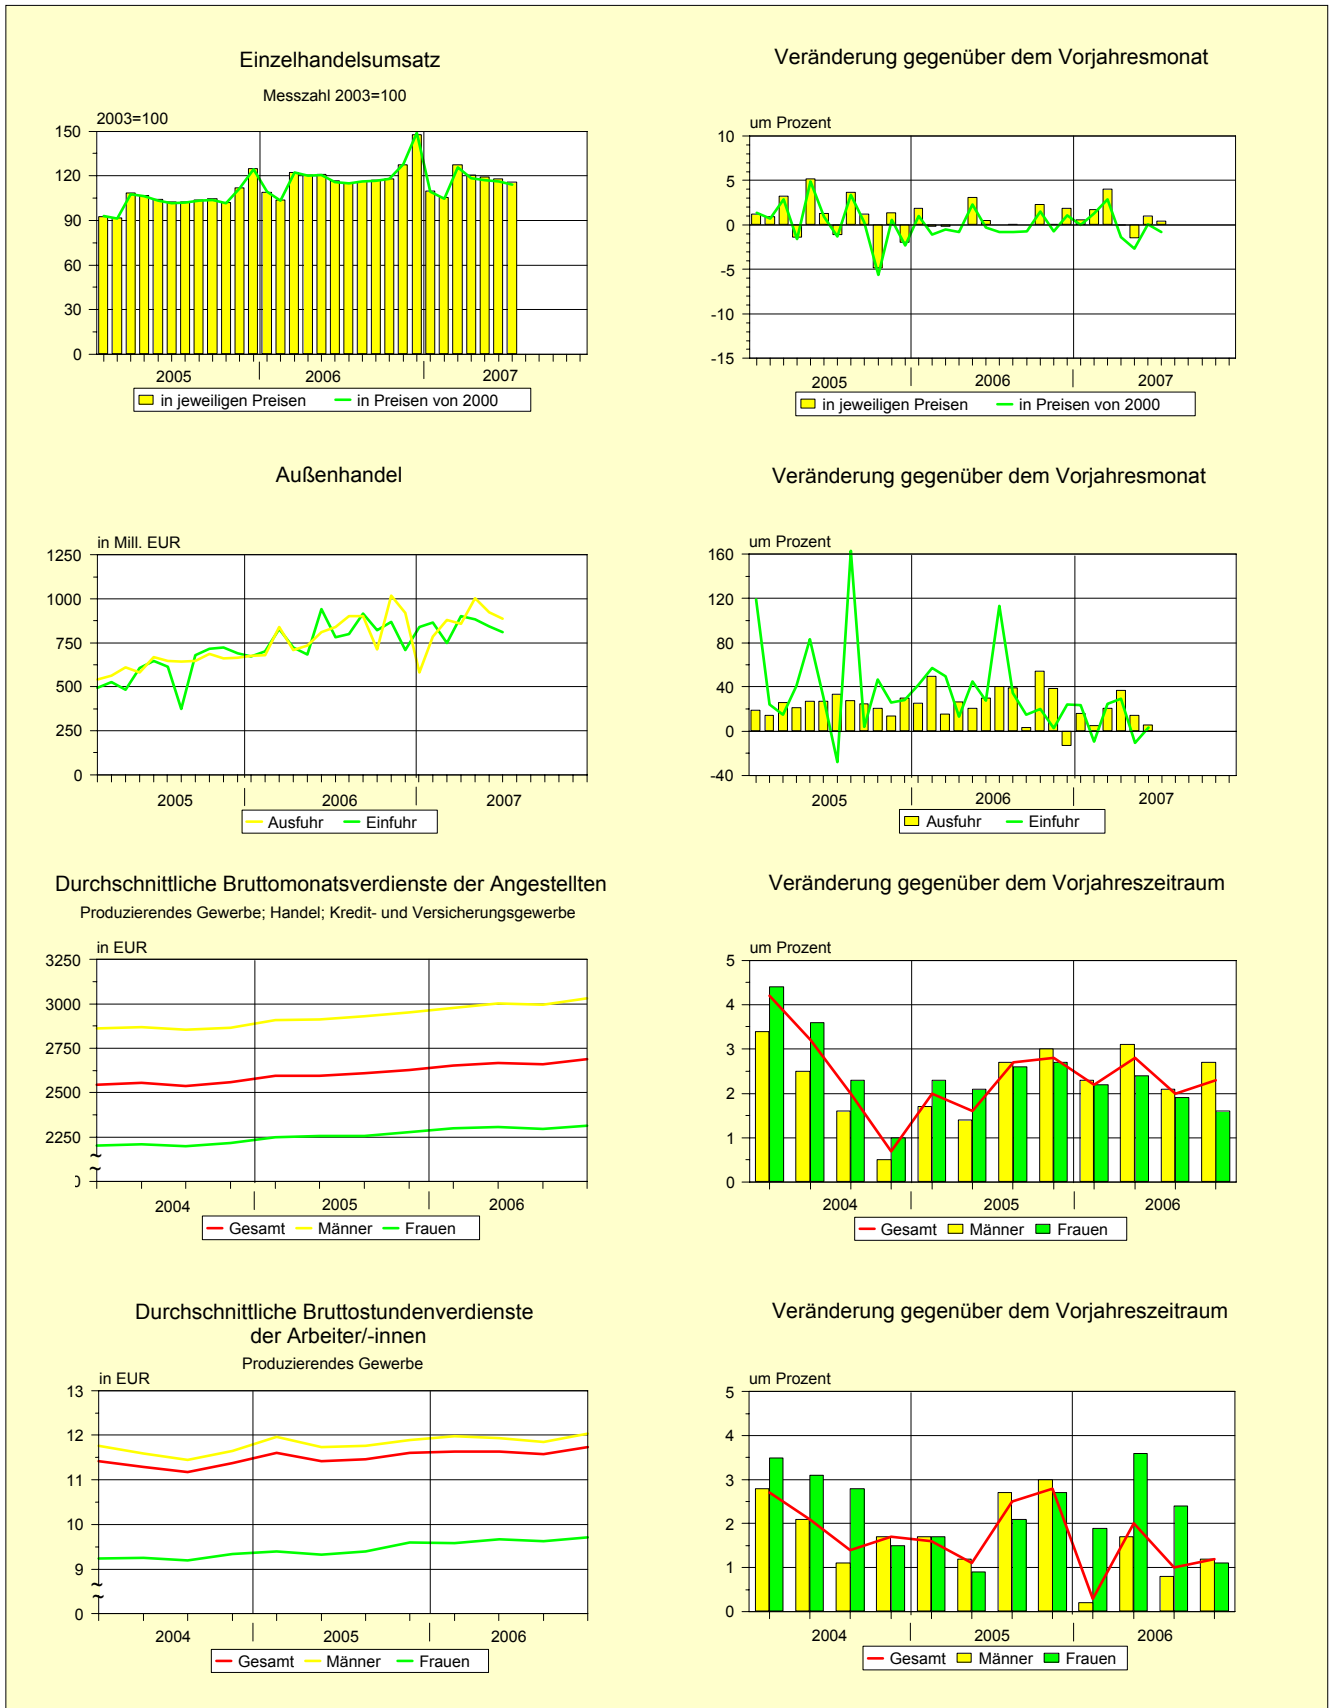 Einzelhandelsumsatz
Messzahl 2003=100
2003=100
150
120
90
60
30
0
2005
2006
2007
in jeweiligen Preisen
in Preisen von 2000
Veränderung gegenüber dem Vorjahresmonat
um Prozent
10
5
0
-5
-10
-15
2005
2006
2007
in jeweiligen Preisen
in Preisen von 2000
Außenhandel
in Mill. EUR
1250
1000
750
500
250
0
2005
2006
2007
Ausfuhr
Einfuhr
Veränderung gegenüber dem Vorjahresmonat
um Prozent
160
120
80
40
0
-40
2005
2006
2007
Ausfuhr
Einfuhr
Durchschnittliche Bruttomonatsverdienste der Angestellten
Produzierendes Gewerbe; Handel; Kredit- und Versicherungsgewerbe
in EUR
3250
3000
2750
2500
2250
0
2004
2005
2006
Gesamt
Männer
Frauen
Veränderung gegenüber dem Vorjahreszeitraum
um Prozent
5
4
3
2
1
0
2004
2005
2006
Gesamt
Männer
Frauen
Durchschnittliche Bruttostundenverdienste
der Arbeiter/-innen
Produzierendes Gewerbe
in EUR
13
12
11
10
9
0
2004
2005
2006
Gesamt
Männer
Frauen
Veränderung gegenüber dem Vorjahreszeitraum
um Prozent
5
4
3
2
1
0
2004
2005
2006
Gesamt
Männer
Frauen